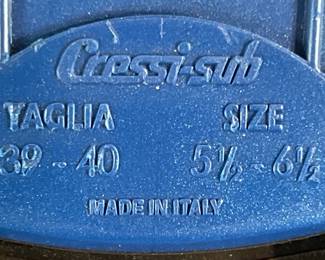 Cressi-sub
TAGLIA SIZE
39 - 40 5½ - 6½
MADE IN ITALY